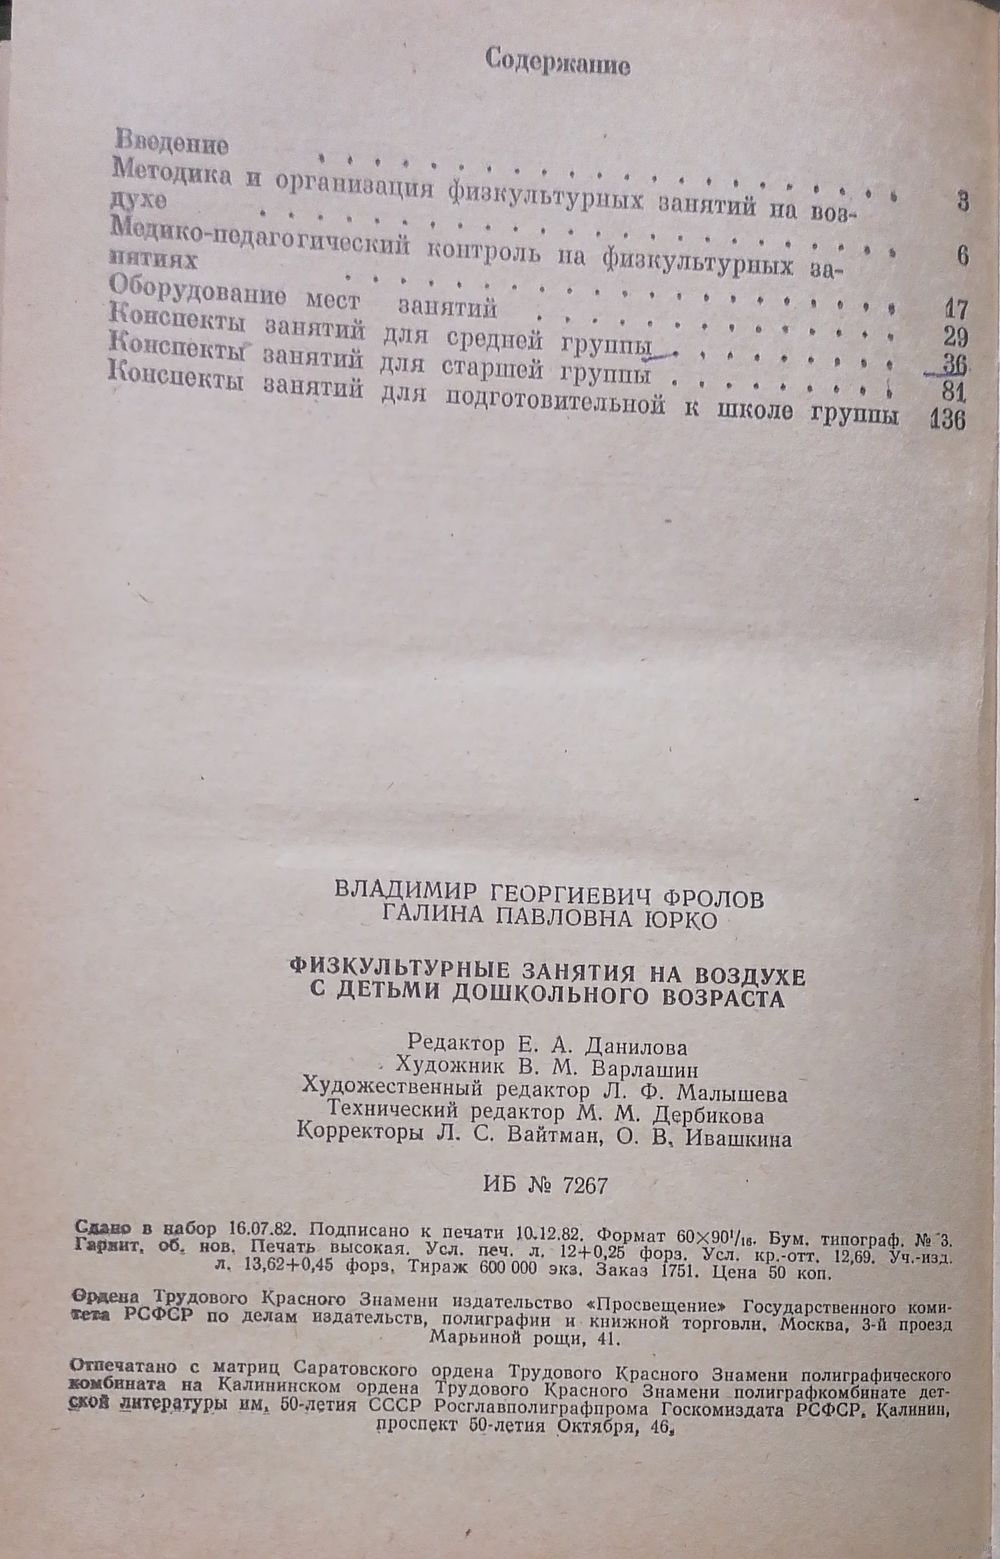 Содержание
Введение . . . . . . . . . . . . . . . . . . . . . 3
Методика и организация физкультурных занятий на воз-
духе . . . . . . . . . . . . . . . . . . . . . . . . 6
Медико-педагогический контроль на физкультурных за-
нятиях . . . . . . . . . . . . . . . . . . . . . 17
Оборудование мест занятий . . . . . . . . . . . . . . 29
Конспекты занятий для средней группы . . . . . . . . . 36
Конспекты занятий для старшей группы . . . . . . . . . 81
Конспекты занятий для подготовительной к школе группы 136
ВЛАДИМИР ГЕОРГИЕВИЧ ФРОЛОВ
ГАЛИНА ПАВЛОВНА ЮРКО
ФИЗКУЛЬТУРНЫЕ ЗАНЯТИЯ НА ВОЗДУХЕ
С ДЕТЬМИ ДОШКОЛЬНОГО ВОЗРАСТА
Редактор Е. А. Данилова
Художник В. М. Варлашин
Художественный редактор Л. Ф. Малышева
Технический редактор М. М. Дербикова
Корректоры Л. С. Вайтман, О. В. Ивашкина
ИБ № 7267
Сдано в набор 16.07.82. Подписано к печати 10.12.82. Формат 60×90¹/₁₆. Бум. типограф. № 3.
Гарнит. об. нов. Печать высокая. Усл. печ. л. 12+0,25 форз. Усл. кр.-отт. 12,69. Уч.-изд.
л. 13,62+0,45 форз. Тираж 600 000 экз. Заказ 1751. Цена 50 коп.
Ордена Трудового Красного Знамени издательство «Просвещение» Государственного коми-
тета РСФСР по делам издательств, полиграфии и книжной торговли. Москва, 3-й проезд
Марьиной рощи, 41.
Отпечатано с матриц Саратовского ордена Трудового Красного Знамени полиграфического
комбината на Калининском ордена Трудового Красного Знамени полиграфкомбинате дет-
ской литературы им. 50-летия СССР Росглавполиграфпрома Госкомиздата РСФСР. Калинин,
проспект 50-летия Октября, 46.